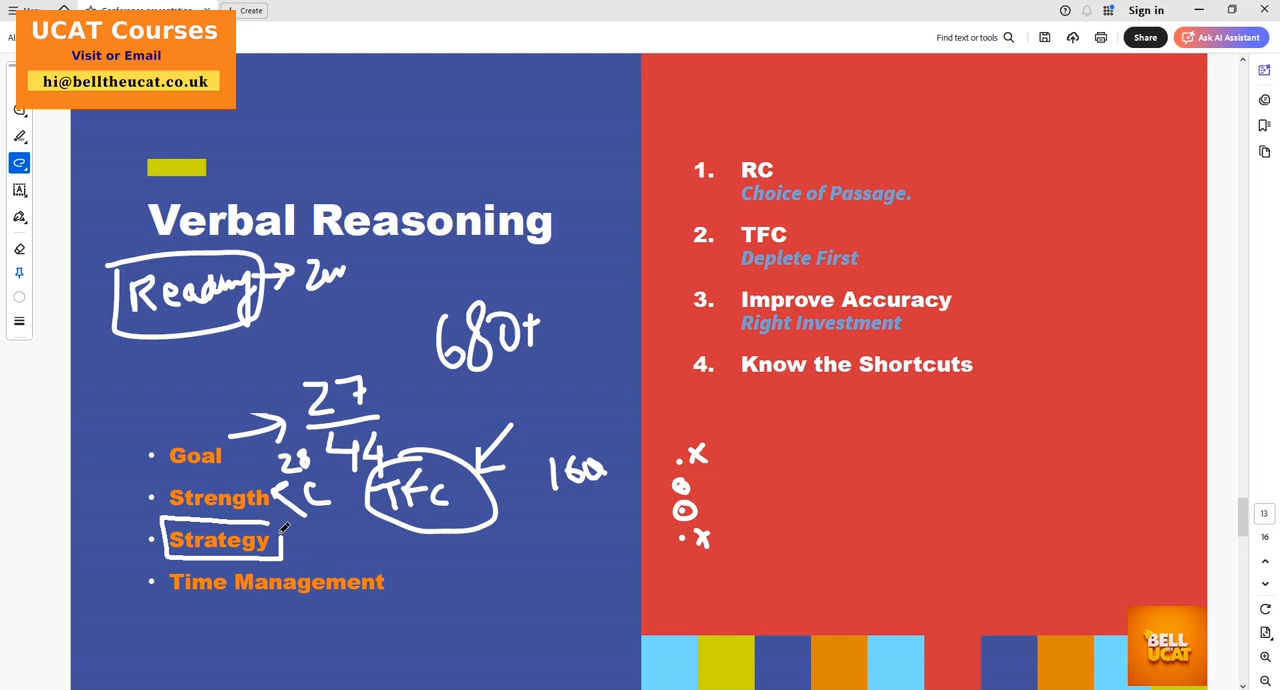 Create
Sign in
UCAT Courses
Visit or Email
hi@belltheucat.co.uk
Find text or tools
Share
Ask AI Assistant
Verbal Reasoning
Reading
680+
27
44
Goal
28
Strength
RC
TFC
160
Strategy
Time Management
1. RC
Choice of Passage.
2. TFC
Deplete First
3. Improve Accuracy
Right Investment
4. Know the Shortcuts
x
x
13
16
BELL
UCAT